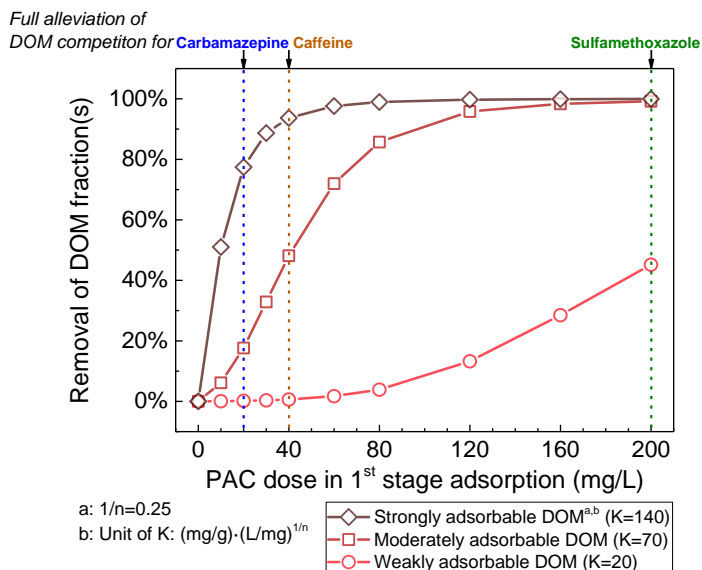 Full alleviation of
DOM competiton for Carbamazepine Caffeine Sulfamethoxazole
100%
80%
60%
40%
20%
0%
Removal of DOM fraction(s)
0 40 80 120 160 200
PAC dose in 1st stage adsorption (mg/L)
a: 1/n=0.25
b: Unit of K: (mg/g)·(L/mg)1/n
Strongly adsorbable DOMa,b (K=140)
Moderately adsorbable DOM (K=70)
Weakly adsorbable DOM (K=20)